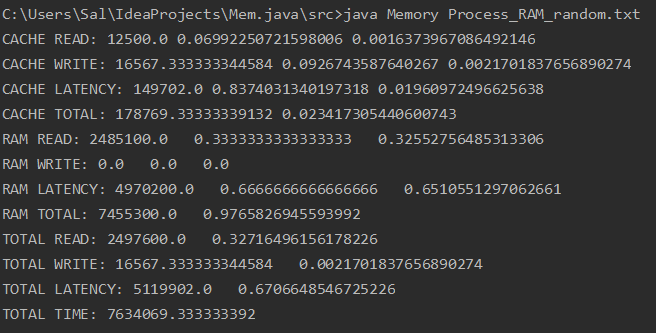 C:\Users\Sal\IdeaProjects\Mem.java\src>java Memory Process_RAM_random.txt
CACHE READ: 12500.0 0.06992250721598006 0.0016373967086492146
CACHE WRITE: 16567.333333344584 0.0926743587640267 0.0021701837656890274
CACHE LATENCY: 149702.0 0.8374031340197318 0.01960972496625638
CACHE TOTAL: 178769.33333339132 0.023417305440600743
RAM READ: 2485100.0   0.3333333333333333   0.32552756485313306
RAM WRITE: 0.0   0.0   0.0
RAM LATENCY: 4970200.0   0.6666666666666666   0.6510551297062661
RAM TOTAL: 7455300.0   0.9765826945593992
TOTAL READ: 2497600.0   0.32716496156178226
TOTAL WRITE: 16567.333333344584   0.0021701837656890274
TOTAL LATENCY: 5119902.0   0.6706648546725226
TOTAL TIME: 7634069.333333392